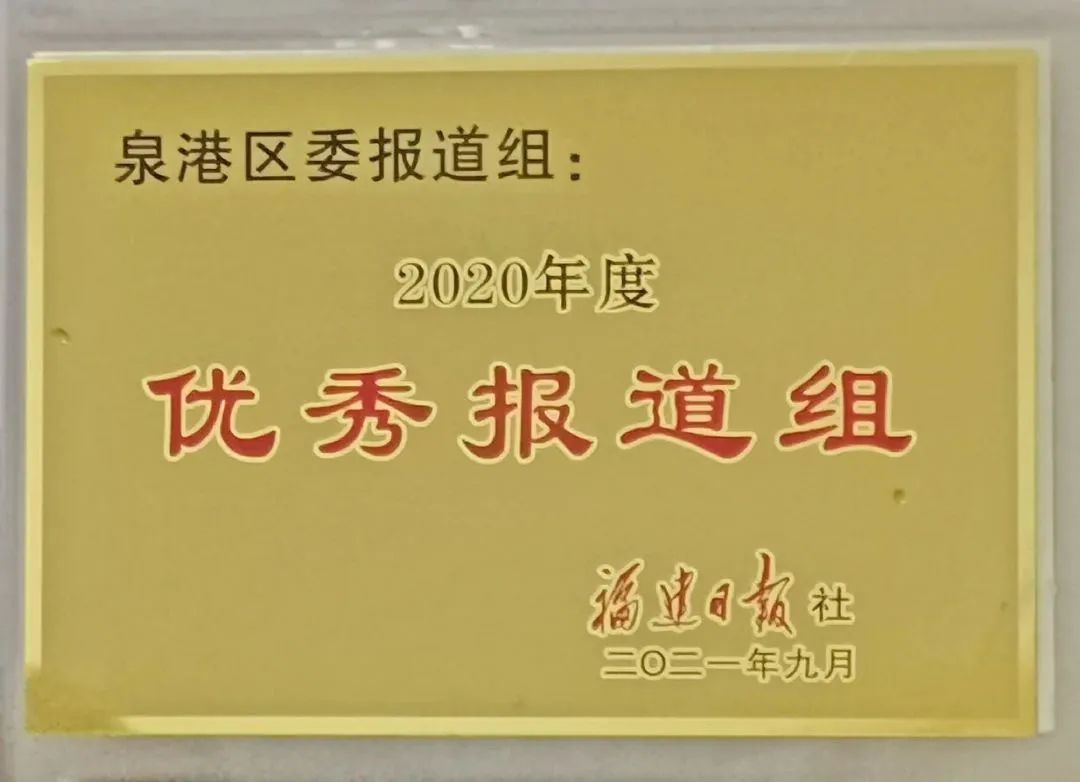 泉港区委报道组：
2020年度
优秀报道组
福建日报社
二〇二一年九月